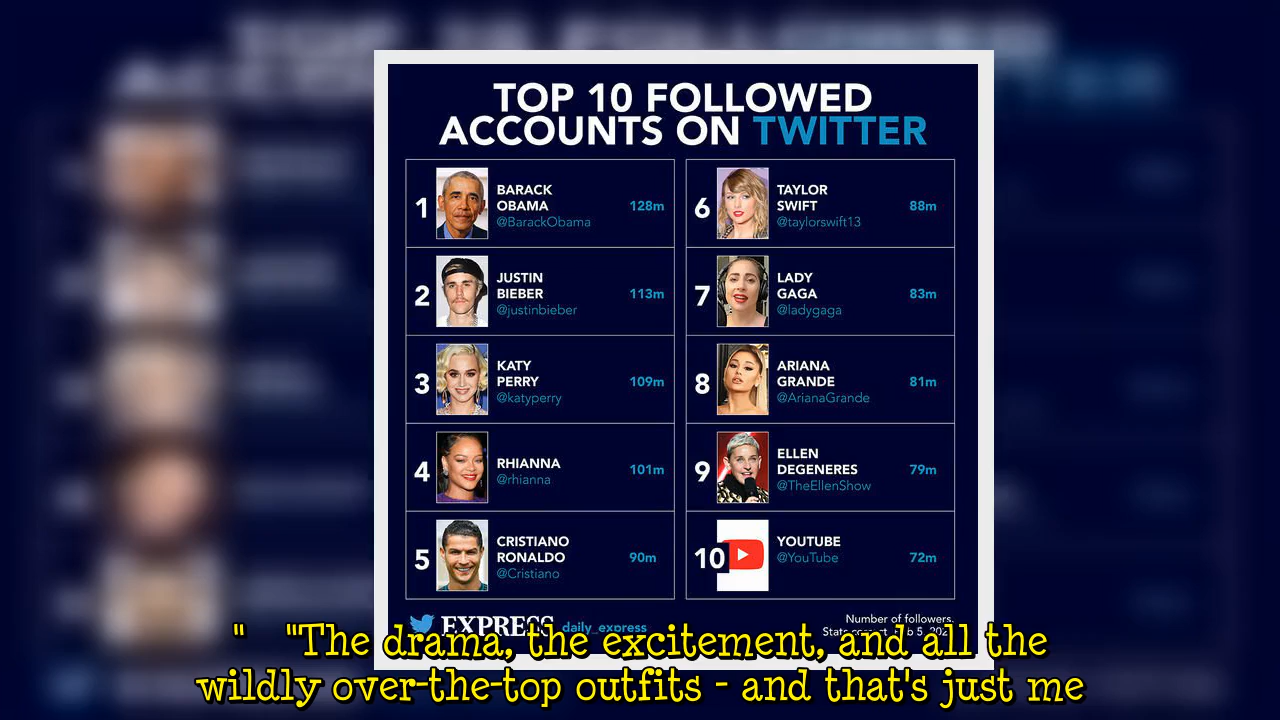 TOP 10 FOLLOWED
ACCOUNTS ON TWITTER
1
BARACK
OBAMA
@BarackObama
128m
2
JUSTIN
BIEBER
@justinbieber
113m
3
KATY
PERRY
@katyperry
109m
4
RHIANNA
@rhianna
101m
5
CRISTIANO
RONALDO
@Cristiano
90m
6
TAYLOR
SWIFT
@taylorswift13
88m
7
LADY
GAGA
@ladygaga
83m
8
ARIANA
GRANDE
@ArianaGrande
81m
9
ELLEN
DEGENERES
@TheEllenShow
79m
10
YOUTUBE
@YouTube
72m
EXPRESS daily_express
Number of followers.
" "The drama, the excitement, and all the
wildly over-the-top outfits - and that's just me